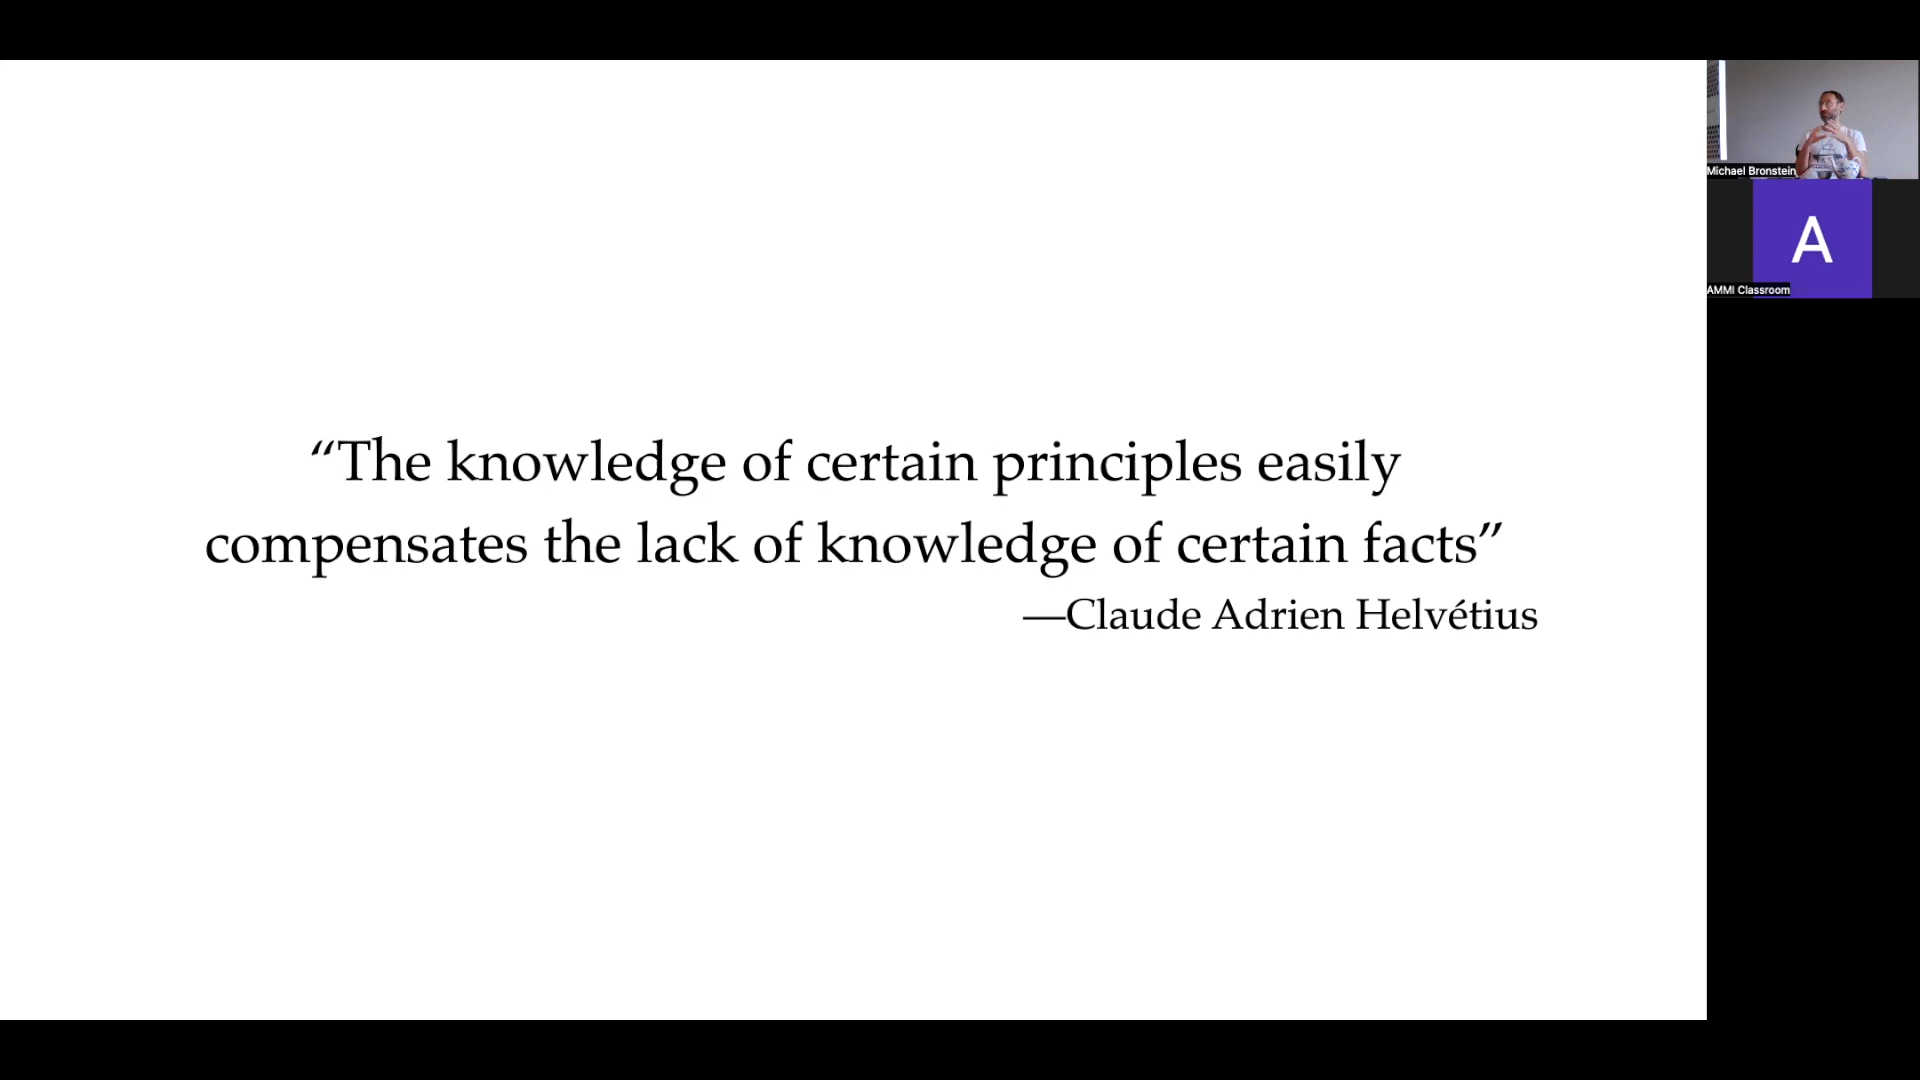 “The knowledge of certain principles easily
compensates the lack of knowledge of certain facts”
—Claude Adrien Helvétius
Michael Bronstein
A
AMMI Classroom